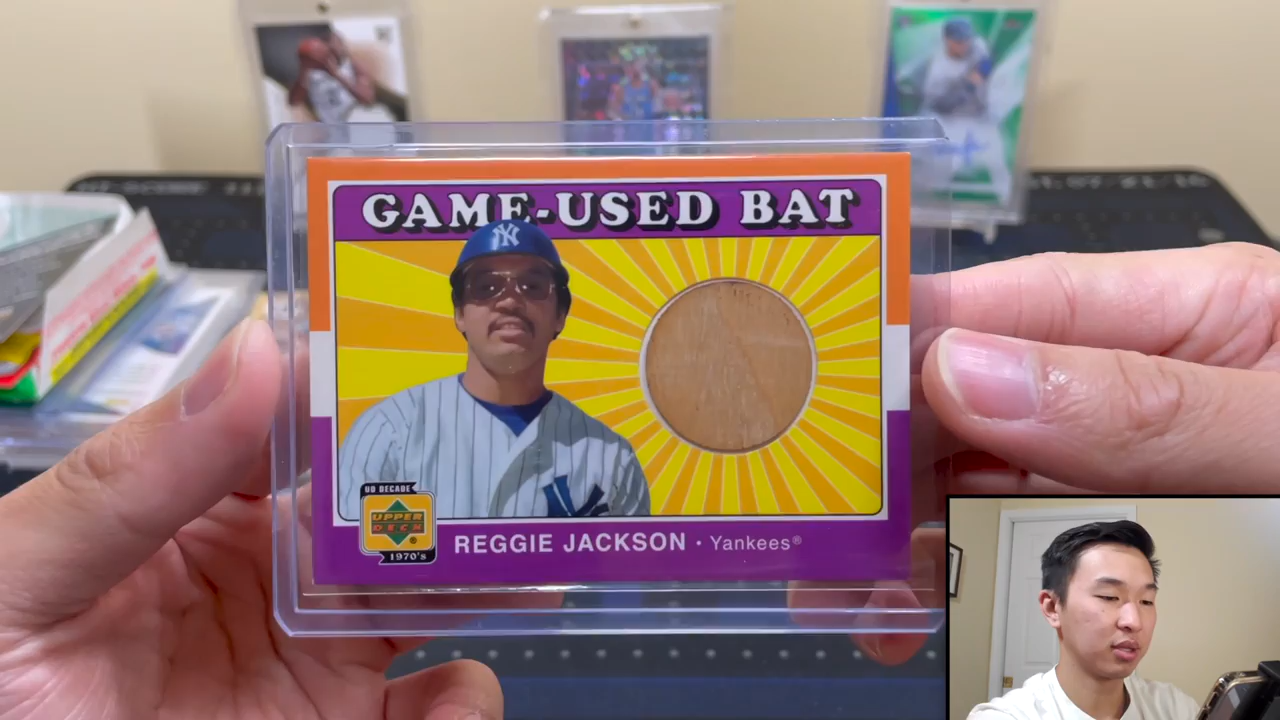 GAME-USED BAT
NY
UD DECADE
UPPER
DECK
1970's
REGGIE JACKSON · Yankees®